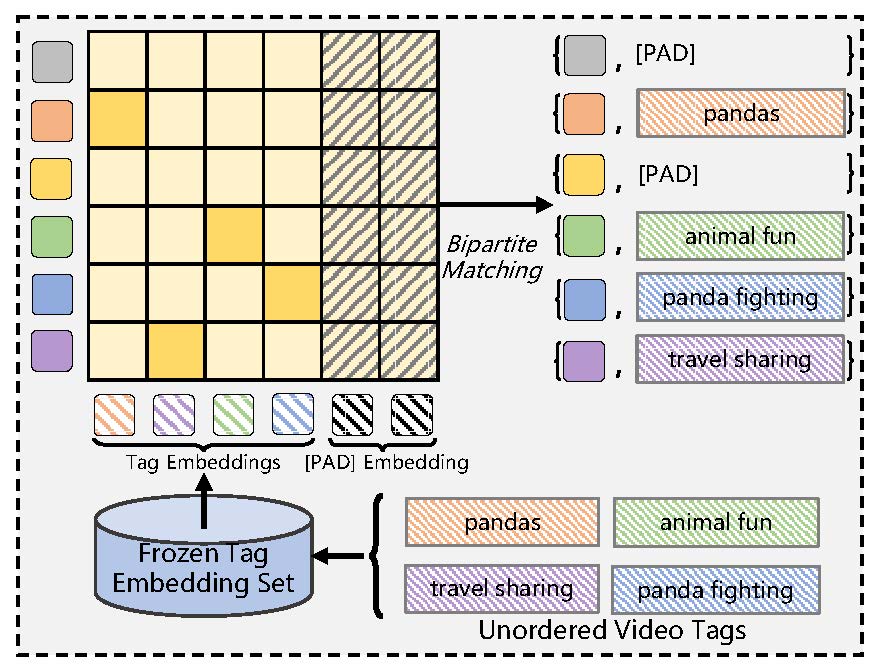 , [PAD]
, pandas
, [PAD]
, animal fun
Bipartite
Matching
, panda fighting
, travel sharing
Tag Embeddings [PAD] Embedding
Frozen Tag
Embedding Set
pandas animal fun
travel sharing panda fighting
Unordered Video Tags